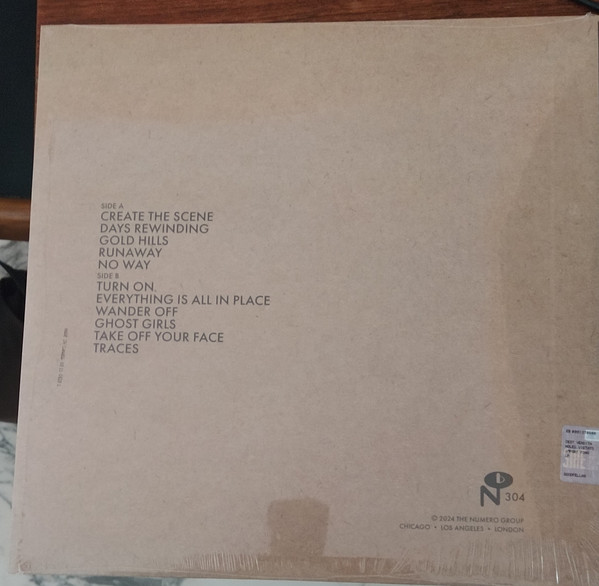 SIDE A
CREATE THE SCENE
DAYS REWINDING
GOLD HILLS
RUNAWAY
NO WAY
SIDE B
TURN ON
EVERYTHING IS ALL IN PLACE
WANDER OFF
GHOST GIRLS
TAKE OFF YOUR FACE
TRACES
N 304
© 2024 THE NUMERO GROUP
CHICAGO • LOS ANGELES • LONDON